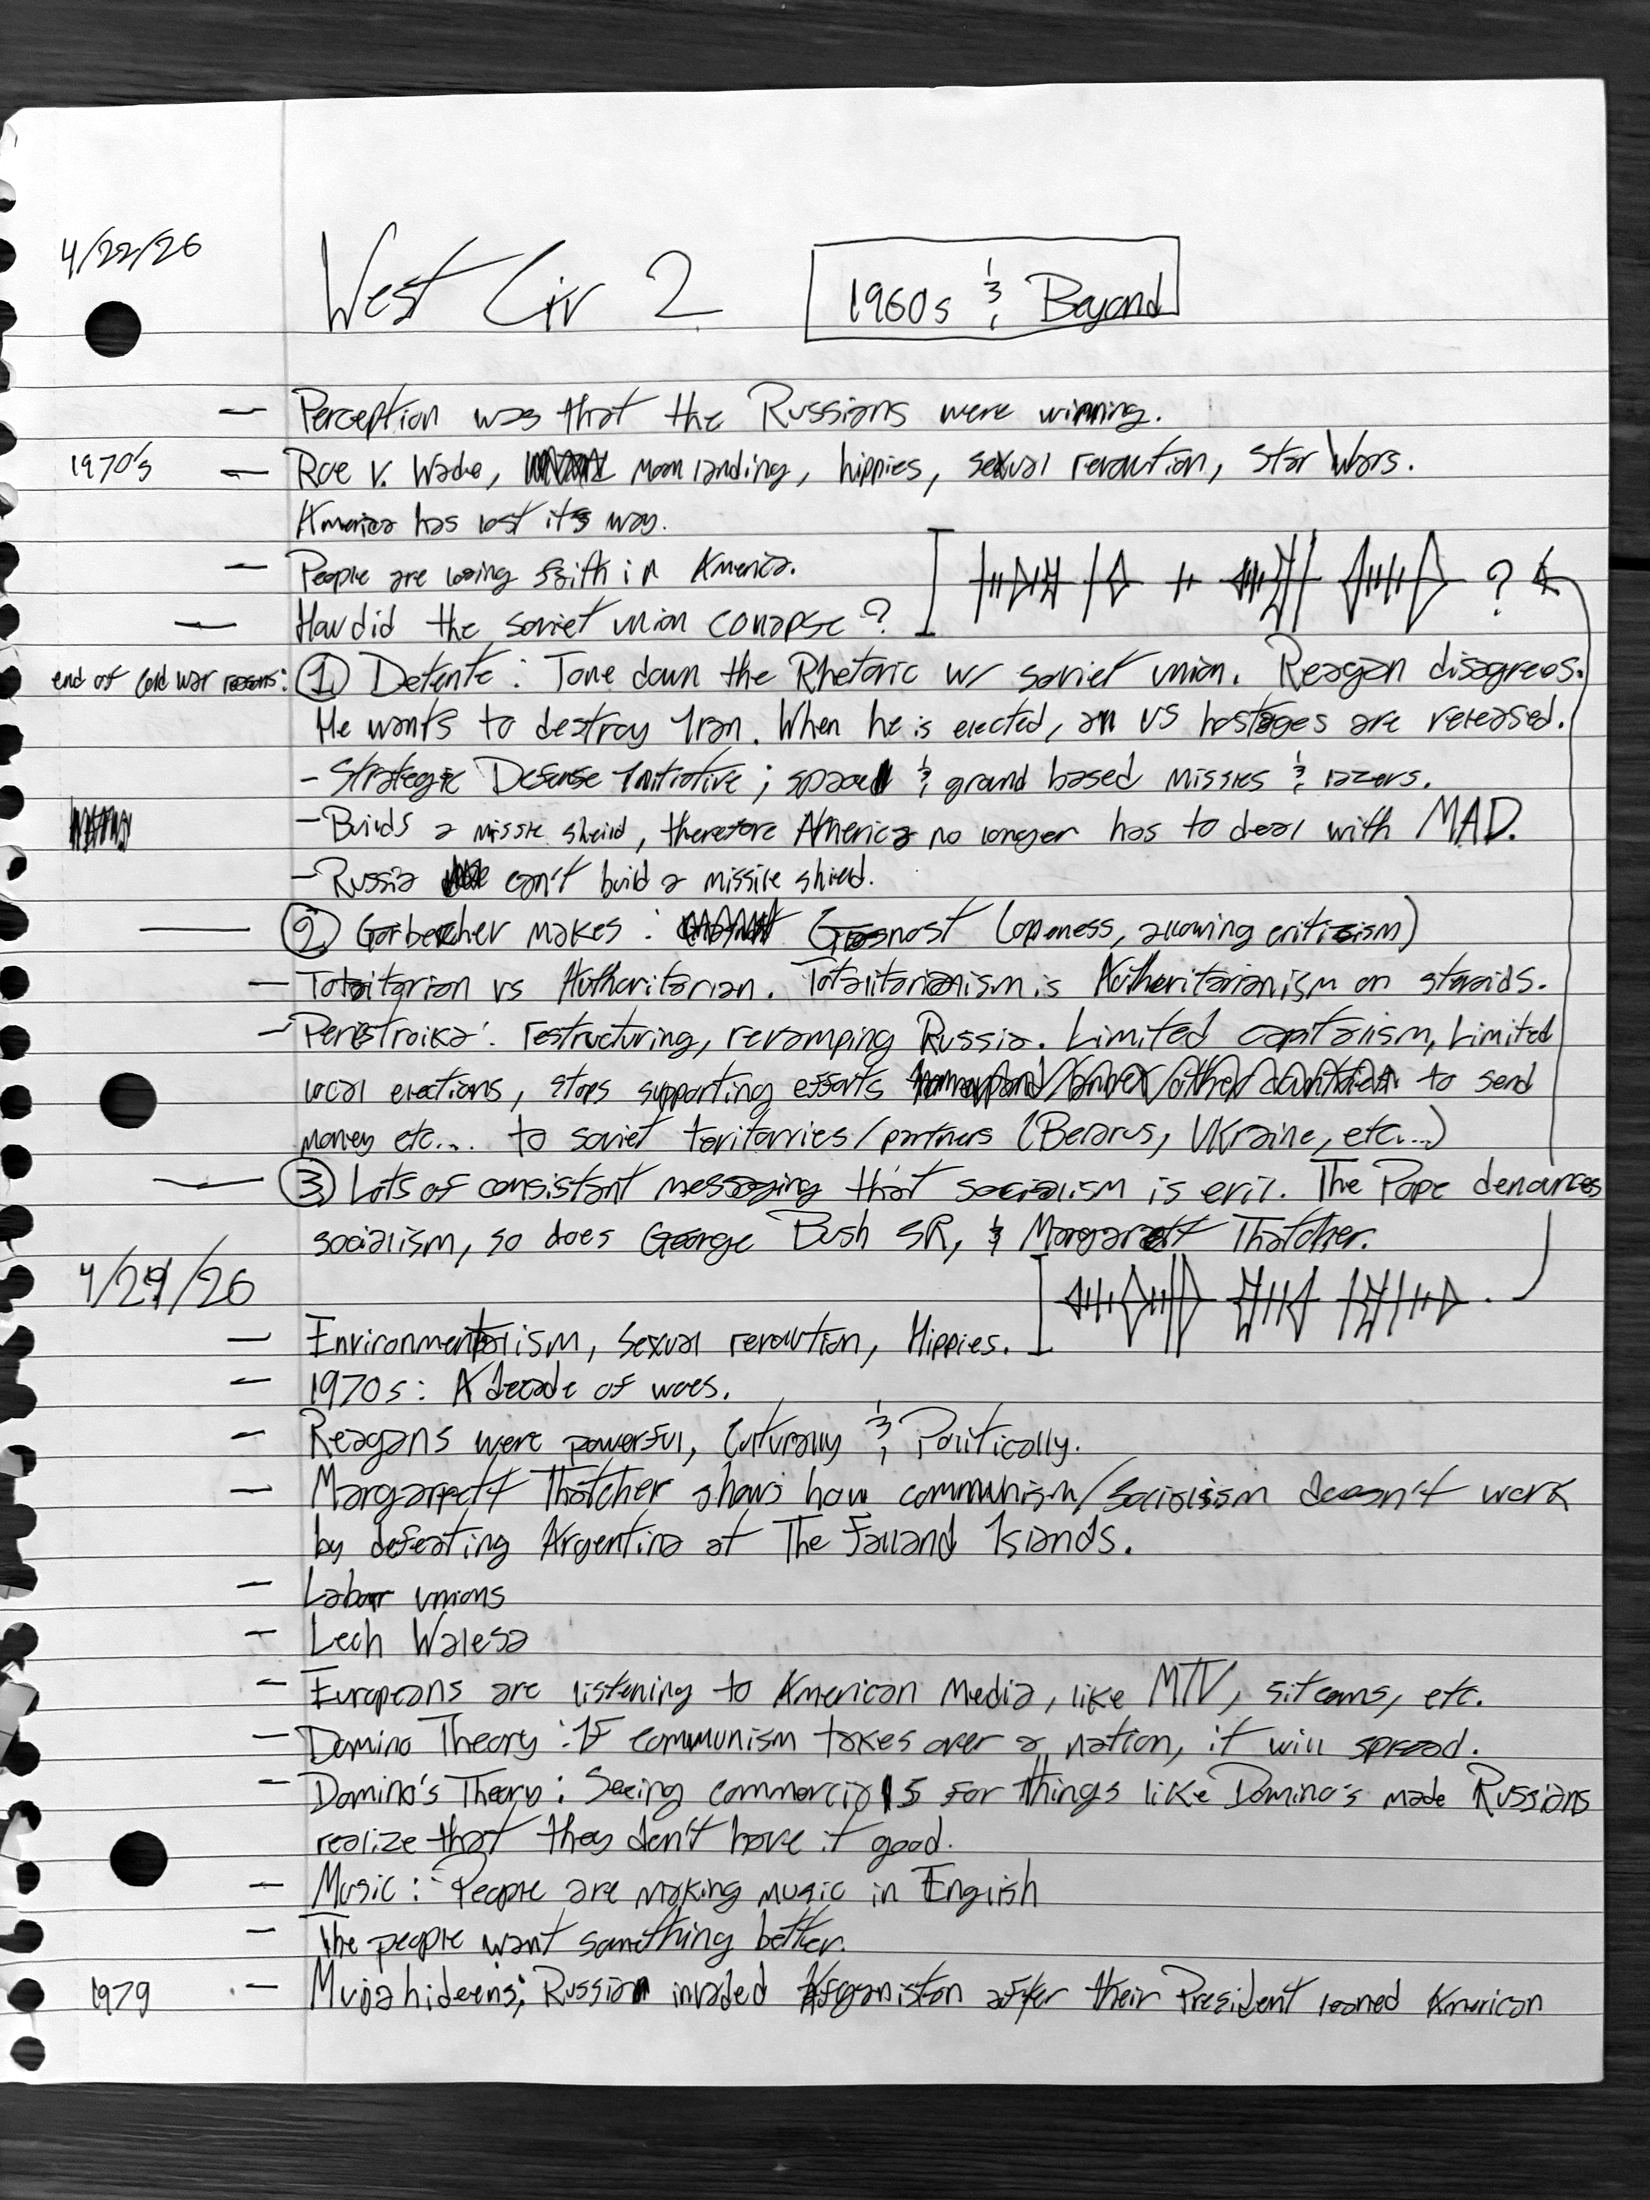 4/22/26
West Civ 2
1960s & Beyond
— Perception was that the Russians were winning.
1970's — Roe v. Wade, moon landing, hippies, sexual revolution, Star Wars.
America has lost its way.
— People are losing faith in America.
— How did the soviet union collapse?
?
end of cold war reasons: ① Detente: Tone down the Rhetoric w/ soviet union. Reagan disagrees.
He wants to destroy Iran. When he is elected, all US hostages are released.
- Strategic Defense Initiative; space & ground based missles & lazers.
- Builds a missle sheild, therefore America no longer has to deal with MAD.
- Russia can't build a missile shield.
— ② Gorbercher makes: Glasnost (openess, allowing criticism)
— Totalitarian vs Authoritarian. Totalitarianism is Authoritarianism on steroids.
— Peristroika: restructuring, revamping Russia. Limited capitalism, Limited
local elections, stops supporting efforts to send
money etc... to soviet teritorries/partners (Belarus, Ukraine, etc...)
— ③ Lots of consistant messaging that socialism is evil. The Pope denounces
socialism, so does George Bush SR, & Margarett Thatcher.
4/29/26
— Environmentalism, Sexual revolution, Hippies.
— 1970s: A decade of woes.
— Reagans were powerful, Culturally & Politically.
— Margarett Thatcher shows how communism/Socialism doesn't work
by defeating Argentina at The Falland Islands.
— Labor unions
— Lech Walesa
— Europeans are listening to American Media, like MTV, sitcoms, etc.
— Domino Theory: If communism takes over a nation, it will spread.
— Domino's Theory: Seeing commercials for things like Domino's made Russians
realize that they don't have it good.
— Music: People are making music in English
— The people want something better.
1979 — Mujahideens; Russian invaded Afganistan after their President leaned American